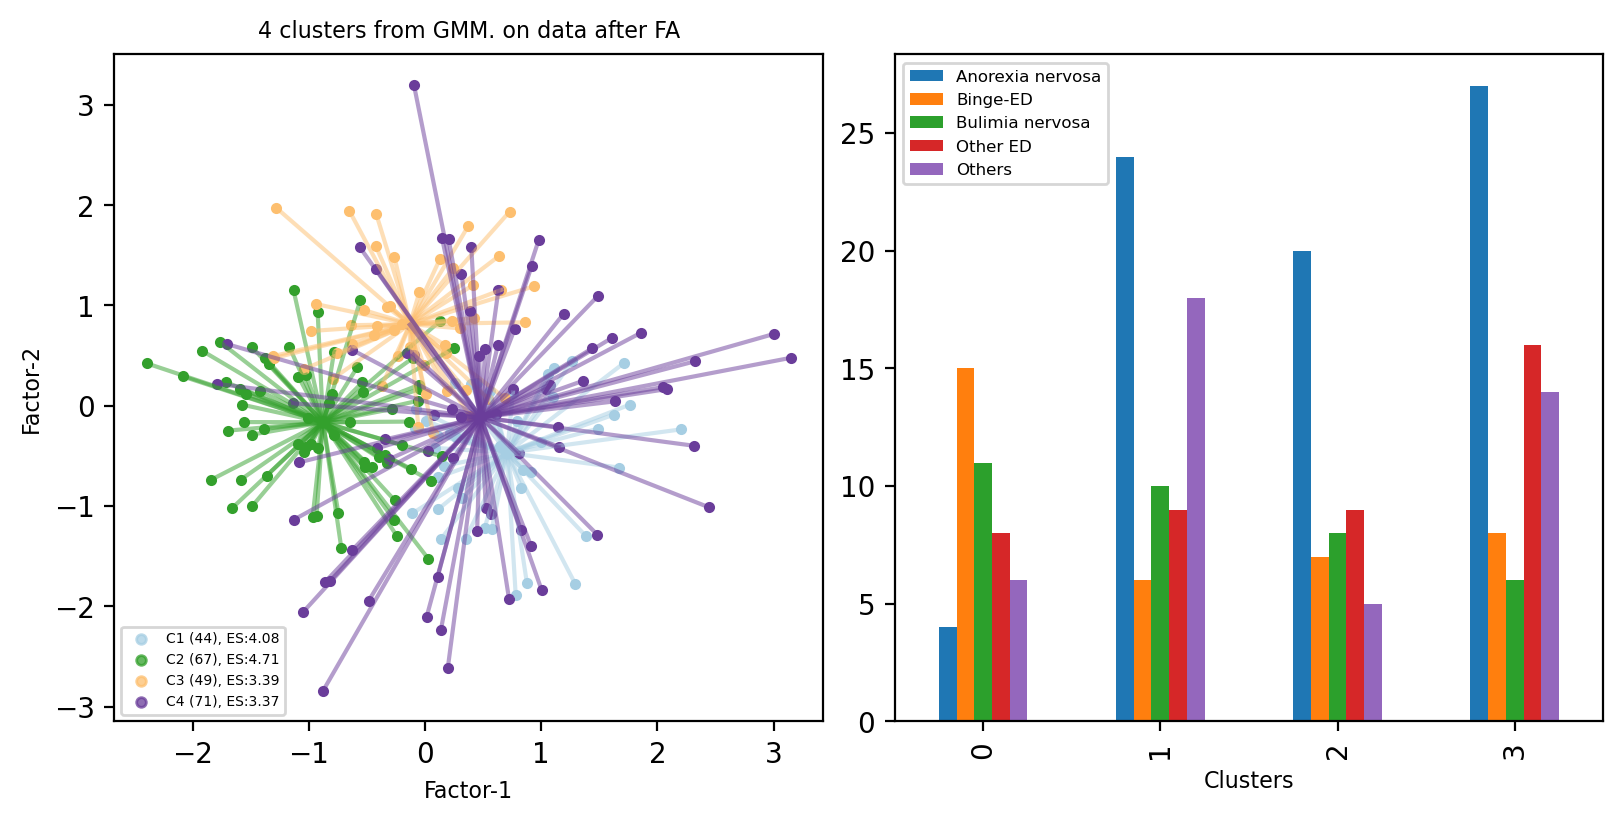 4 clusters from GMM. on data after FA
3
2
1
0
−1
−2
−3
Factor-2
C1 (44), ES:4.08
C2 (67), ES:4.71
C3 (49), ES:3.39
C4 (71), ES:3.37
−2
−1
0
1
2
3
Factor-1
Anorexia nervosa
Binge-ED
Bulimia nervosa
Other ED
Others
25
20
15
10
5
0
0
1
2
3
Clusters